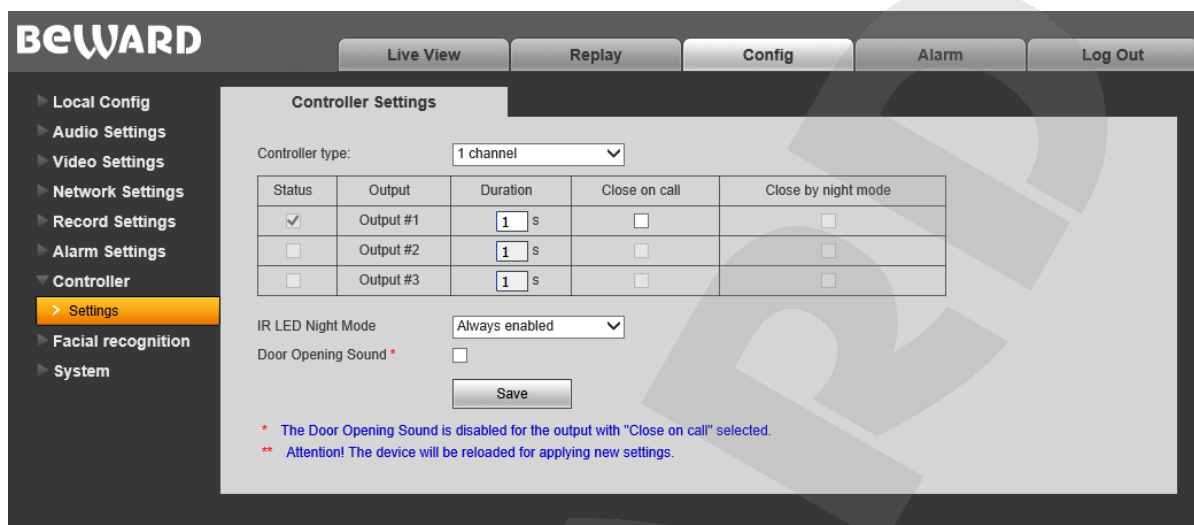 BEWARD
Live View Replay Config Alarm Log Out
Local Config
Audio Settings
Video Settings
Network Settings
Record Settings
Alarm Settings
Controller
> Settings
Facial recognition
System
Controller Settings
Controller type: 1 channel
Status Output Duration Close on call Close by night mode
Output #1 1 s
Output #2 1 s
Output #3 1 s
IR LED Night Mode Always enabled
Door Opening Sound *
Save
* The Door Opening Sound is disabled for the output with "Close on call" selected.
** Attention! The device will be reloaded for applying new settings.